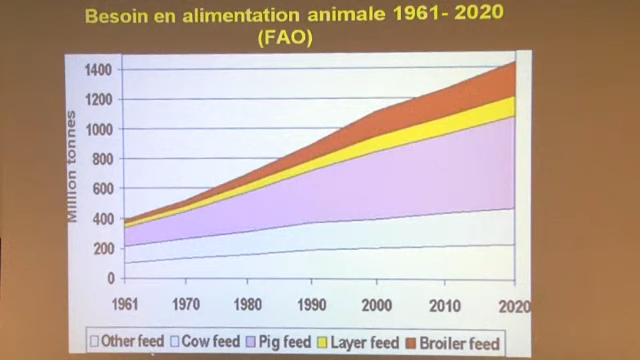 Besoin en alimentation animale 1961- 2020
(FAO)
Million tonnes
1400
1200
1000
800
600
400
200
0
1961 1970 1980 1990 2000 2010 2020
Other feed Cow feed Pig feed Layer feed Broiler feed